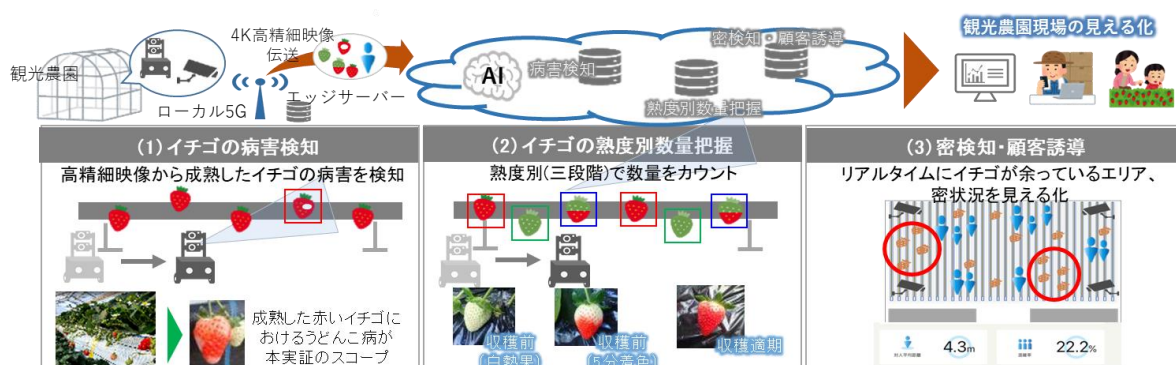 4K高精細映像
伝送
観光農園
ローカル5G
エッジサーバー
AI
病害検知
密検知・顧客誘導
熟度別数量把握
観光農園現場の見える化
(1)イチゴの病害検知
高精細映像から成熟したイチゴの病害を検知
成熟した赤いイチゴに
おけるうどんこ病が
本実証のスコープ
(2)イチゴの熟度別数量把握
熟度別(三段階)で数量をカウント
収穫前
(白熟果)
収穫前
(5分着色)
収穫適期
(3)密検知・顧客誘導
リアルタイムにイチゴが余っているエリア、
密状況を見える化
対人平均距離
4.3m
混雑率
22.2%